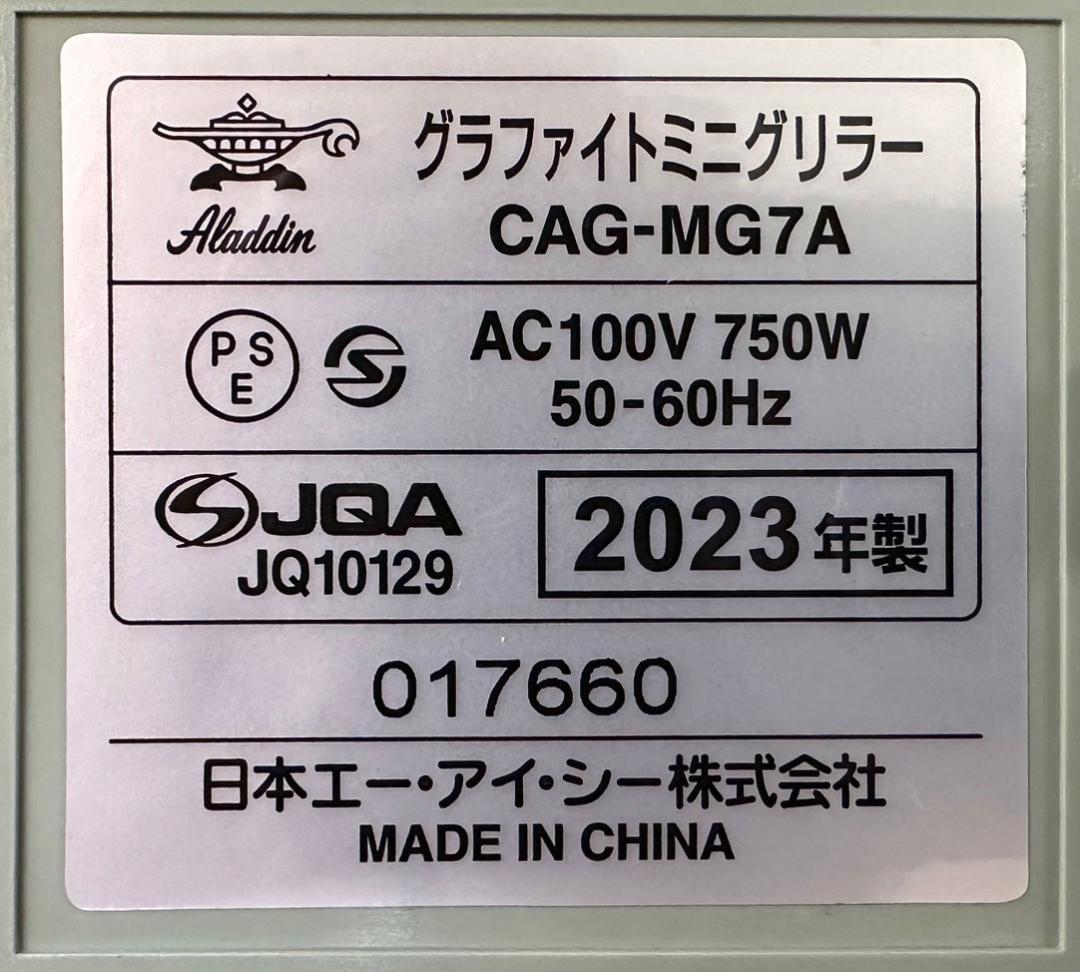 グラファイトミニグリラー
Aladdin
CAG-MG7A
PSE
AC100V 750W
50-60Hz
JQA
JQ10129
2023年製
017660
日本エー・アイ・シー株式会社
MADE IN CHINA